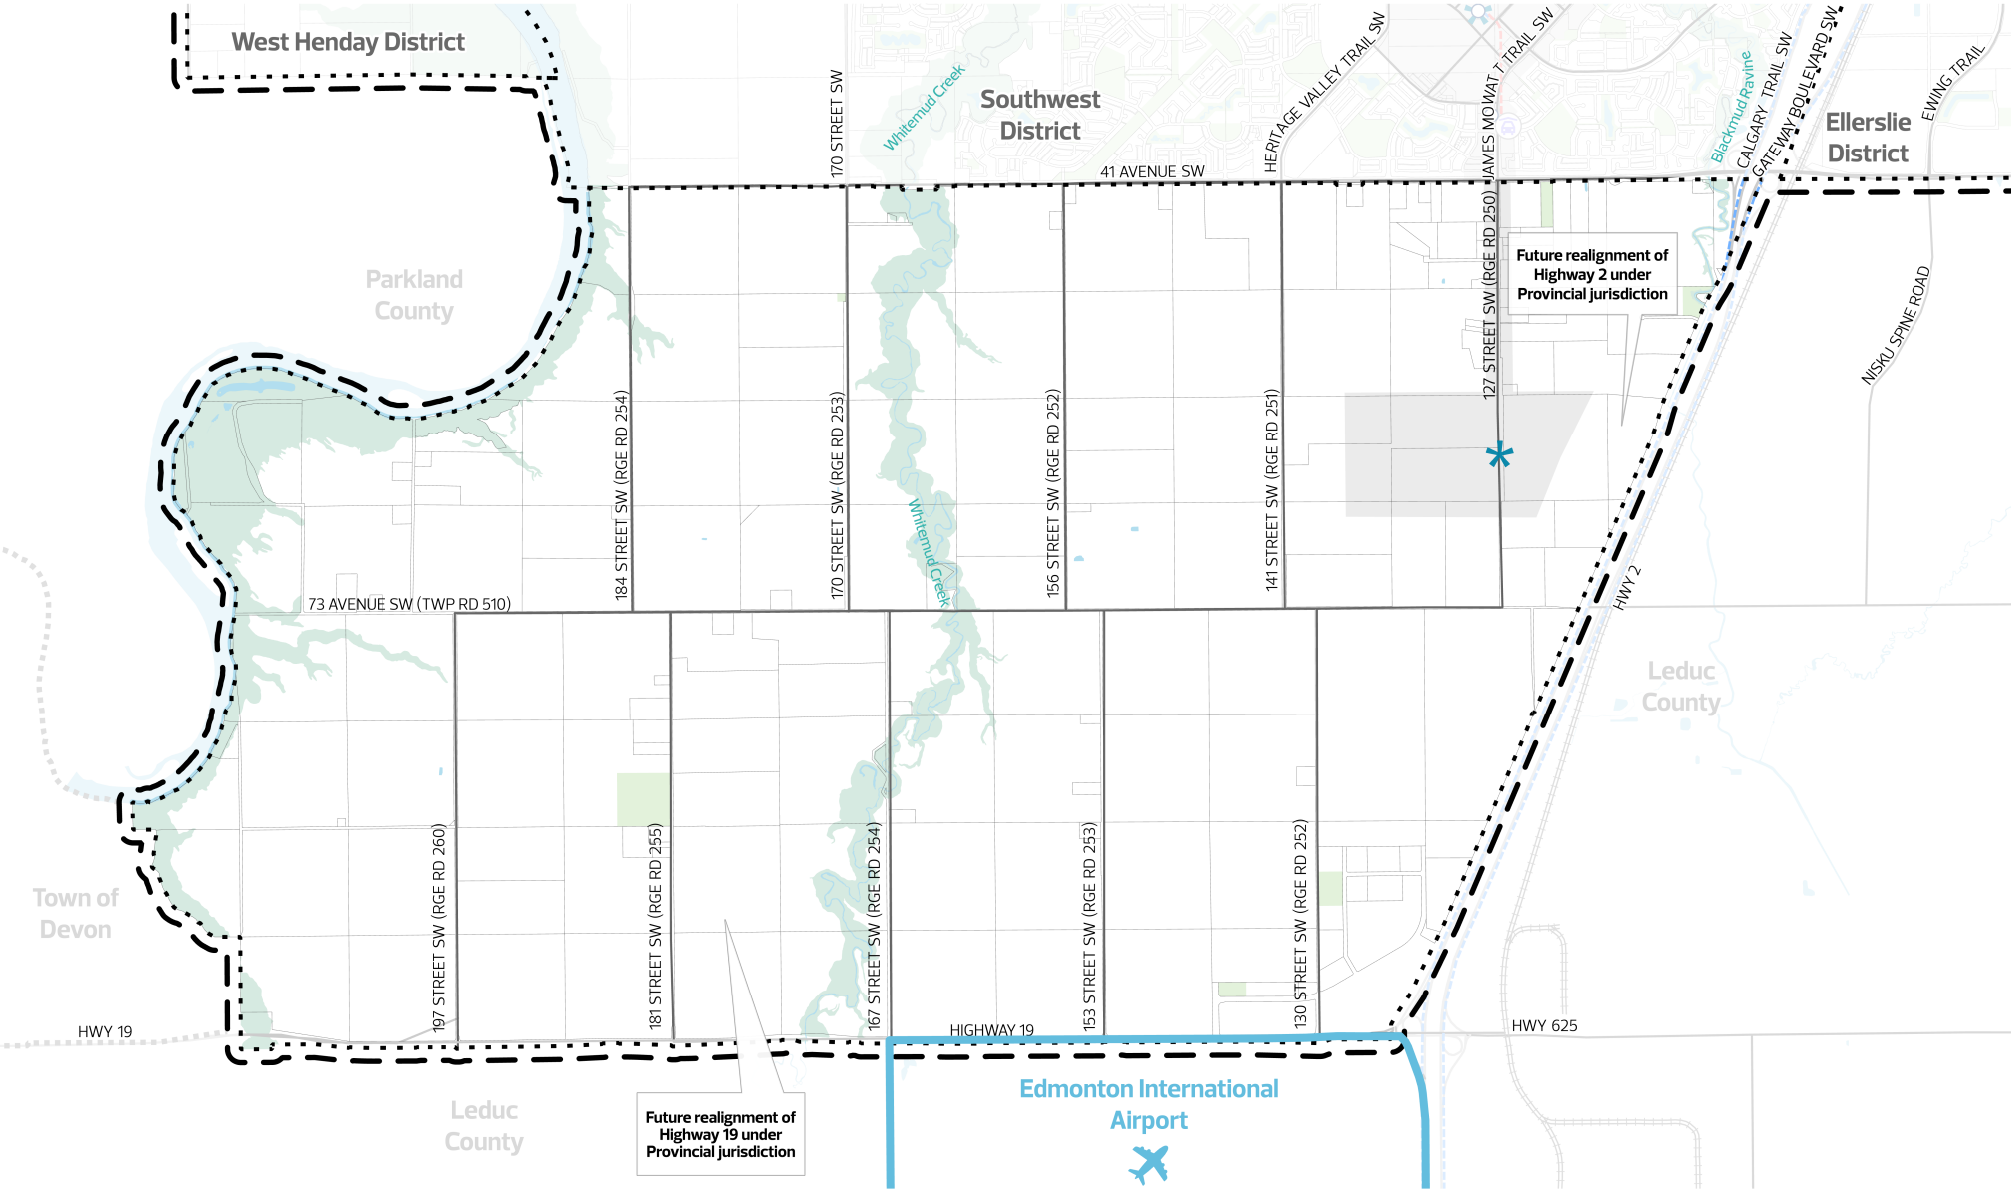 West Henday District
170 STREET SW
Whitemud Creek
Southwest
District
HERITAGE VALLEY TRAIL SW
JAMES MOWAT T TRAIL SW
Blackmud Ravine
CALGARY TRAIL SW
GATEWAY BOULEVARD SW
EWING TRAIL
Ellerslie
District
41 AVENUE SW
Parkland
County
127 STREET SW (RGE RD 250)
Future realignment of
Highway 2 under
Provincial jurisdiction
NISKU SPINE ROAD
184 STREET SW (RGE RD 254)
170 STREET SW (RGE RD 253)
156 STREET SW (RGE RD 252)
141 STREET SW (RGE RD 251)
*
Whitemud Creek
73 AVENUE SW (TWP RD 510)
HWY 2
Leduc
County
Town of
Devon
197 STREET SW (RGE RD 260)
181 STREET SW (RGE RD 255)
167 STREET SW (RGE RD 254)
153 STREET SW (RGE RD 253)
130 STREET SW (RGE RD 252)
HWY 19
HIGHWAY 19
HWY 625
Leduc
County
Future realignment of
Highway 19 under
Provincial jurisdiction
Edmonton International
Airport